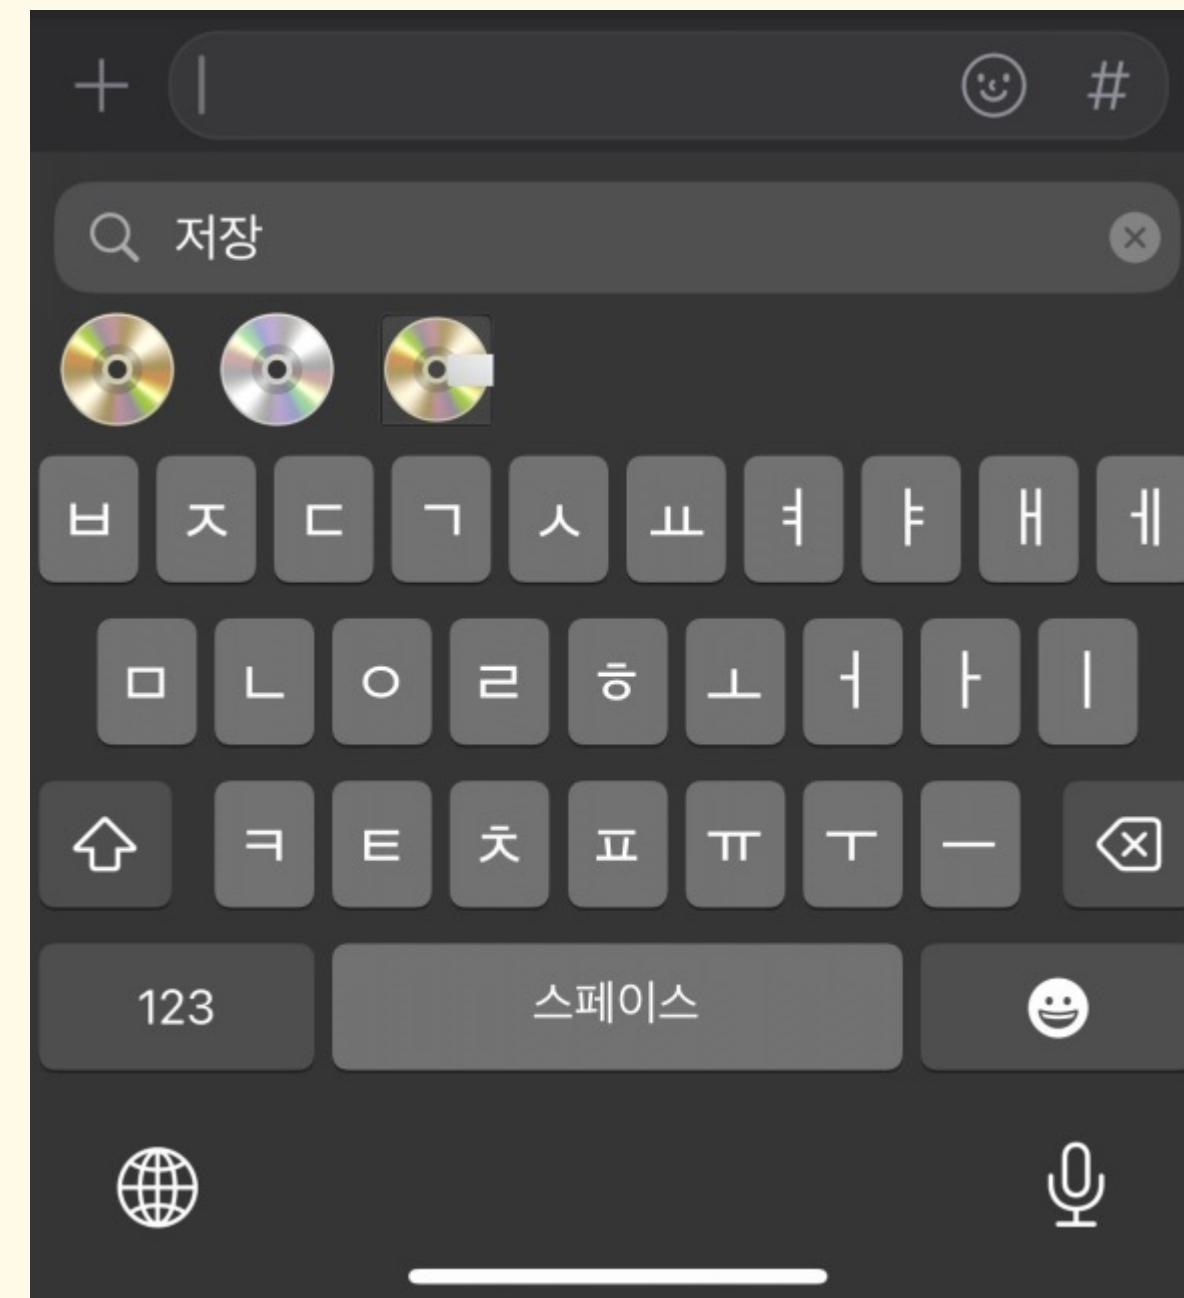 #
저장
ㅂ ㅈ ㄷ ㄱ ㅅ ㅛ ㅕ ㅑ ㅐ ㅔ
ㅁ ㄴ ㅇ ㄹ ㅎ ㅗ ㅓ ㅏ ㅣ
ㅋ ㅌ ㅊ ㅍ ㅠ ㅜ ㅡ
123 스페이스